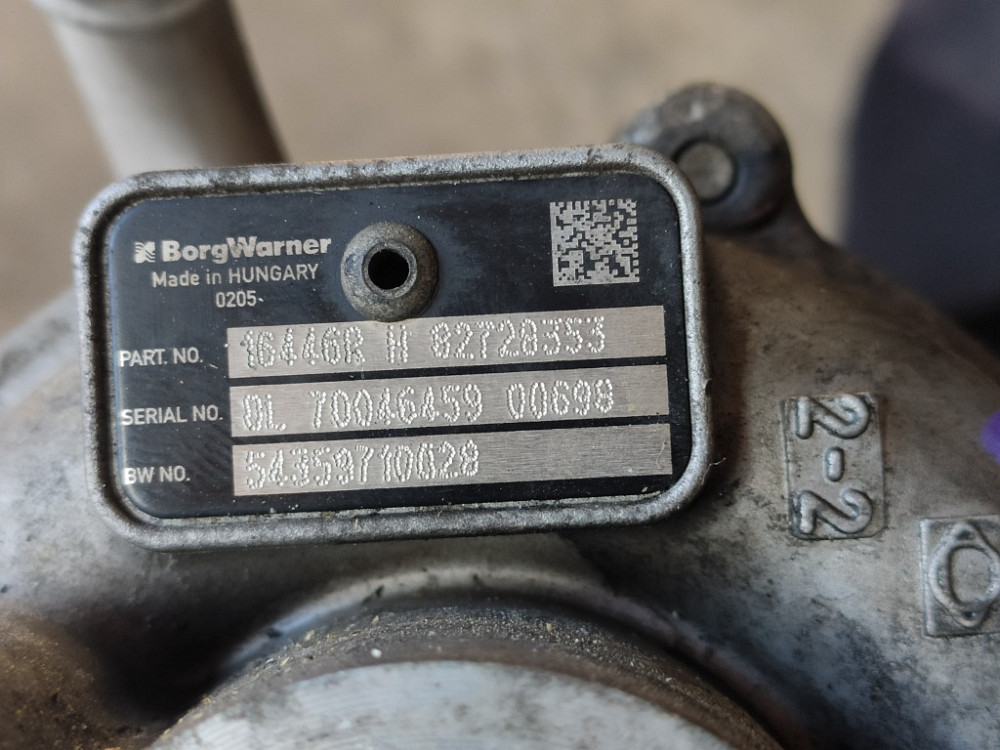 BorgWarner
Made in HUNGARY
0205
PART. NO. 16446R H 82728353
SERIAL NO. 0L 70046459 00698
BW NO. 54359710028
2-2